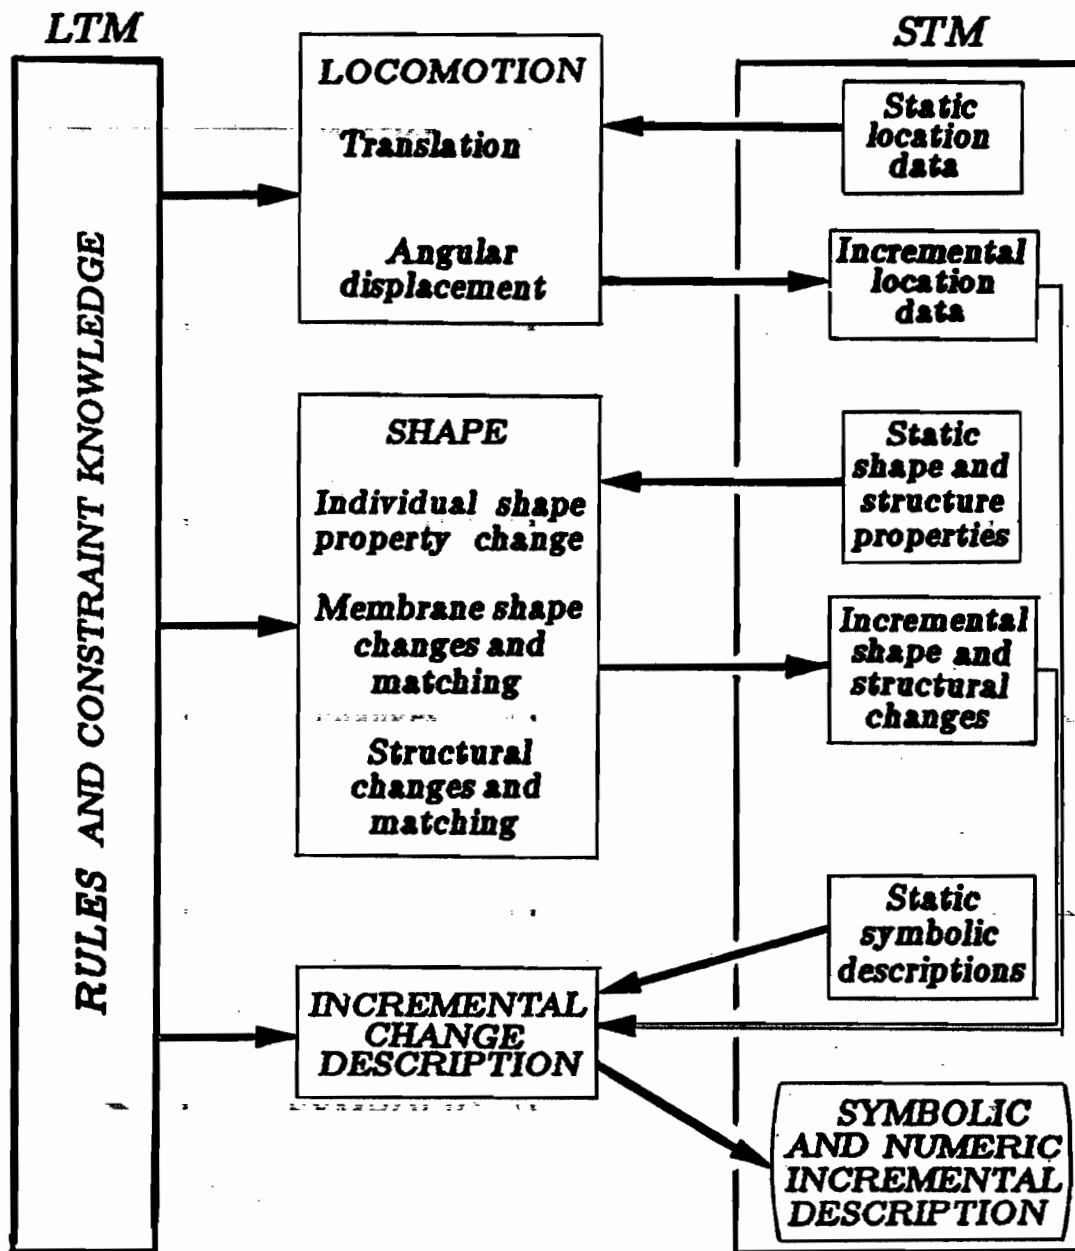 LTM
STM
RULES AND CONSTRAINT KNOWLEDGE
LOCOMOTION
Translation
Angular
displacement
Static
location
data
Incremental
location
data
SHAPE
Individual shape
property change
Membrane shape
changes and
matching
Structural
changes and
matching
Static
shape and
structure
properties
Incremental
shape and
structural
changes
Static
symbolic
descriptions
INCREMENTAL
CHANGE
DESCRIPTION
SYMBOLIC
AND NUMERIC
INCREMENTAL
DESCRIPTION